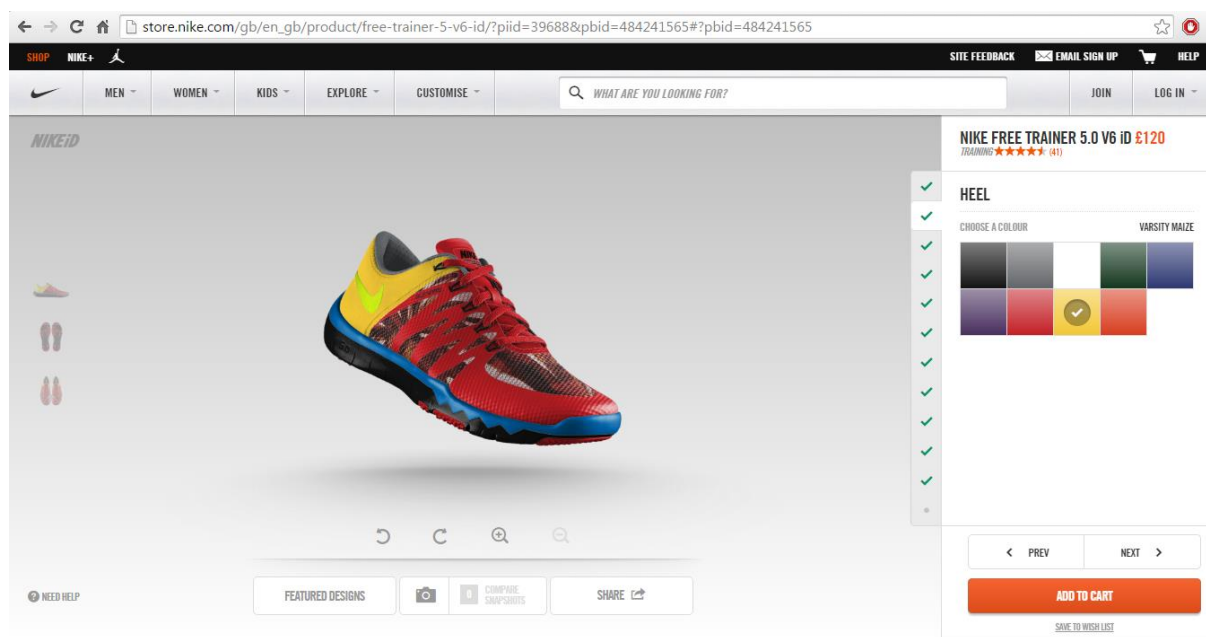 store.nike.com/gb/en_gb/product/free-trainer-5-v6-id/?piid=39688&pbid=484241565#?pbid=484241565
SHOP NIKE+ SITE FEEDBACK EMAIL SIGN UP HELP
MEN WOMEN KIDS EXPLORE CUSTOMISE WHAT ARE YOU LOOKING FOR? JOIN LOG IN
NIKEiD
NIKE FREE TRAINER 5.0 V6 iD £120
TRAINING (41)
HEEL
CHOOSE A COLOUR VARSITY MAIZE
PREV NEXT
NEED HELP
FEATURED DESIGNS 0 COMPARE SNAPSHOTS SHARE
ADD TO CART
SAVE TO WISH LIST